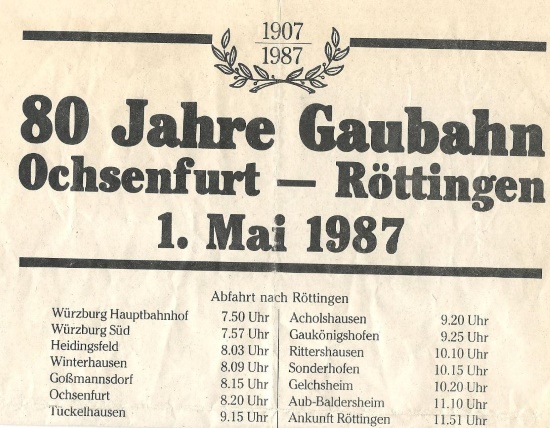 1907
1987
80 Jahre Gaubahn
Ochsenfurt — Röttingen
1. Mai 1987
Abfahrt nach Röttingen
Würzburg Hauptbahnhof 7.50 Uhr
Würzburg Süd 7.57 Uhr
Heidingsfeld 8.03 Uhr
Winterhausen 8.09 Uhr
Goßmannsdorf 8.15 Uhr
Ochsenfurt 8.20 Uhr
Tückelhausen 9.15 Uhr
Acholshausen 9.20 Uhr
Gaukönigshofen 9.25 Uhr
Rittershausen 10.10 Uhr
Sonderhofen 10.15 Uhr
Gelchsheim 10.20 Uhr
Aub-Baldersheim 11.10 Uhr
Ankunft Röttingen 11.51 Uhr